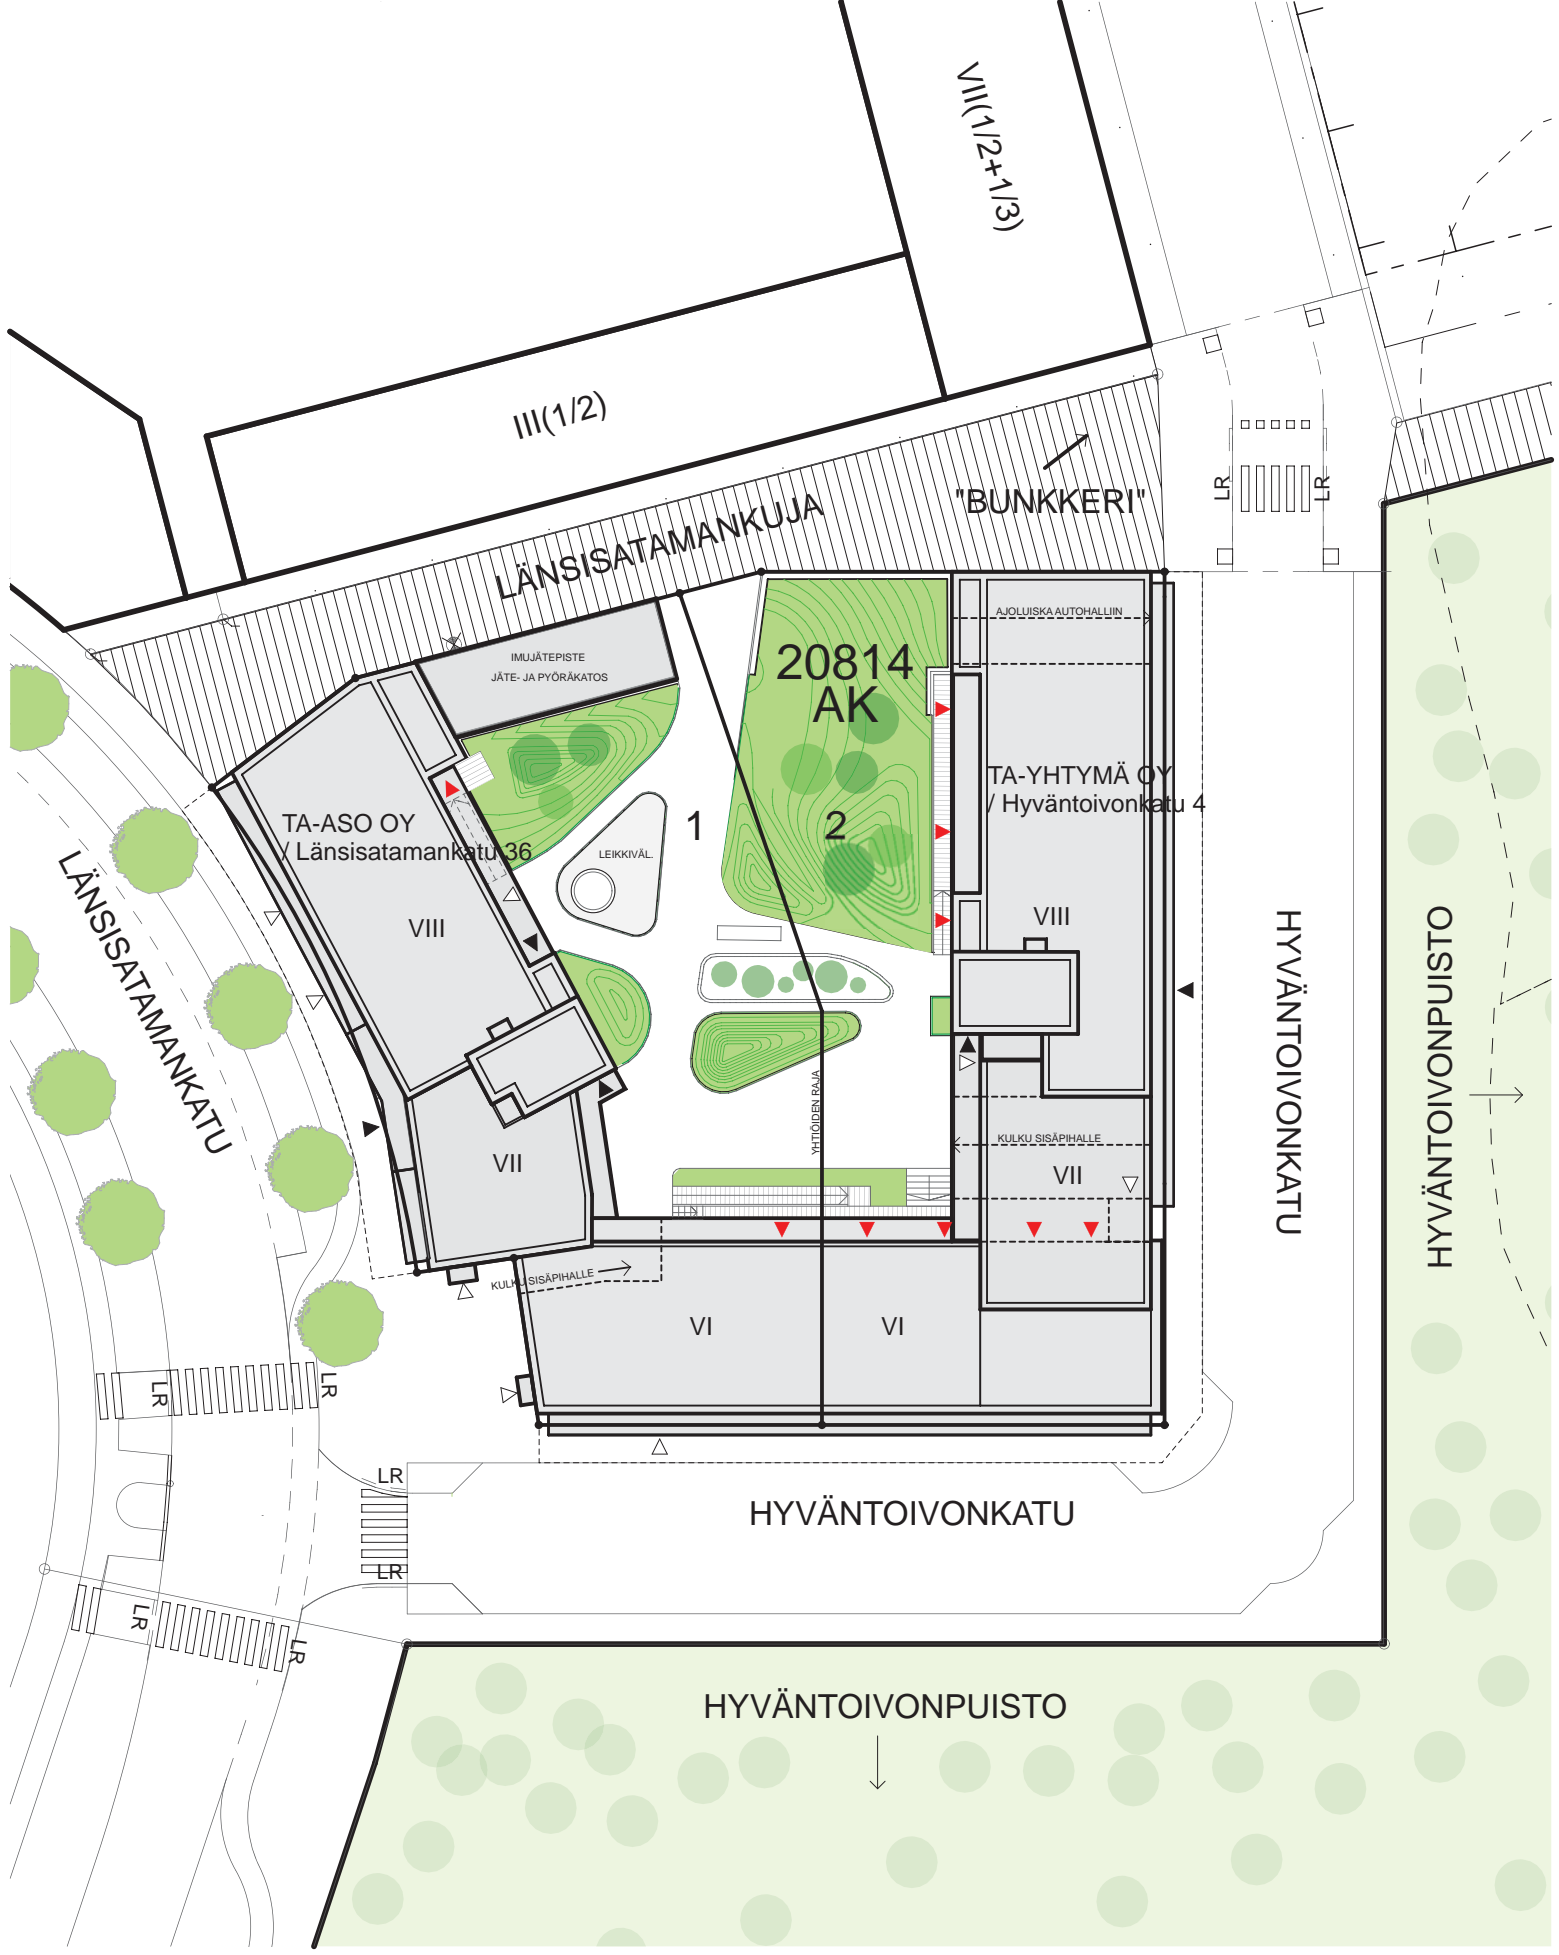 VII(1/2+1/3)
III(1/2)
"BUNKKERI"
LR
LR
LÄNSISATAMANKUJA
AJOLUISKA AUTOHALLIIN
IMUJÄTEPISTE
JÄTE- JA PYÖRÄKATOS
20814
AK
TA-YHTYMÄ OY
/ Hyväntoivonkatu 4
TA-ASO OY
/ Länsisatamankatu 36
1
2
LEIKKIVÄL.
VIII
VIII
LÄNSISATAMANKATU
HYVÄNTOIVONKATU
HYVÄNTOIVONPUISTO
YHTIÖIDEN RAJA
KULKU SISÄPIHALLE
VII
VII
KULKU SISÄPIHALLE
VI
VI
LR
LR
LR
HYVÄNTOIVONKATU
LR
LR
LR
HYVÄNTOIVONPUISTO